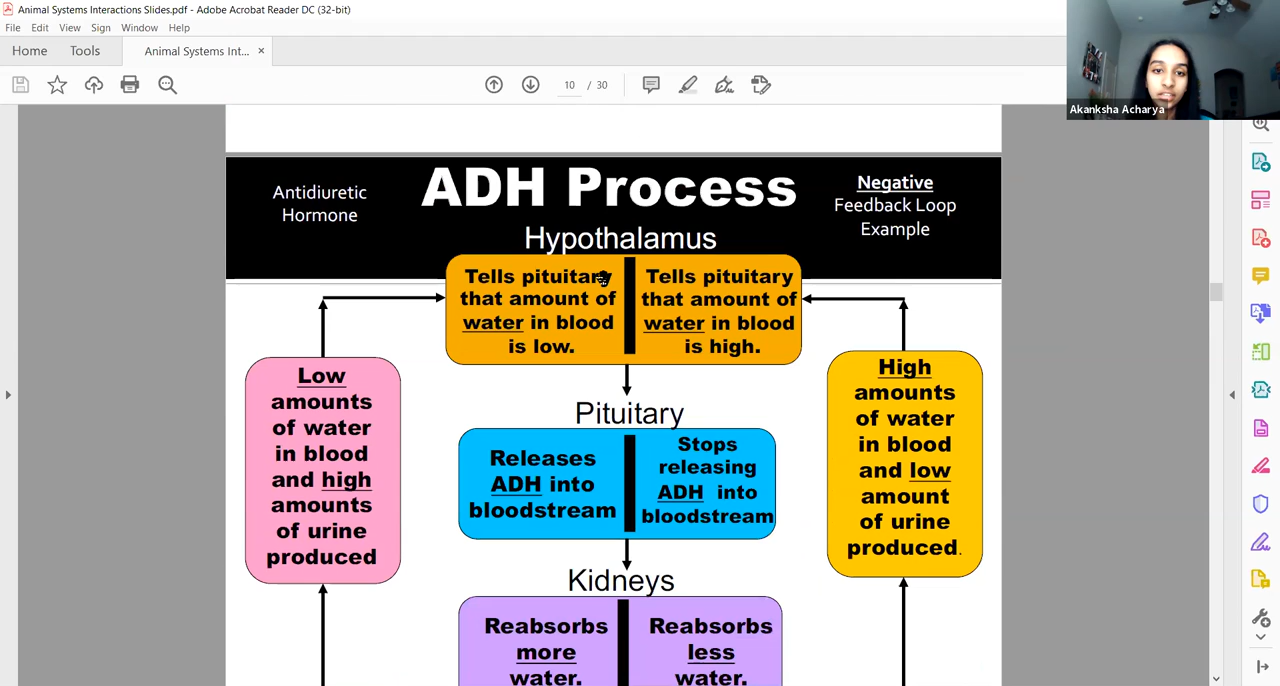 Animal Systems Interactions Slides.pdf - Adobe Acrobat Reader DC (32-bit)
File Edit View Sign Window Help
Home Tools Animal Systems Int... ×
10 / 30
Akanksha Acharya
Antidiuretic
Hormone
ADH Process
Negative
Feedback Loop
Example
Hypothalamus
Tells pituitary
that amount of
water in blood
is low.
Tells pituitary
that amount of
water in blood
is high.
Low
amounts
of water
in blood
and high
amounts
of urine
produced
High
amounts
of water
in blood
and low
amount
of urine
produced.
Pituitary
Releases
ADH into
bloodstream
Stops
releasing
ADH into
bloodstream
Kidneys
Reabsorbs
more
water.
Reabsorbs
less
water.